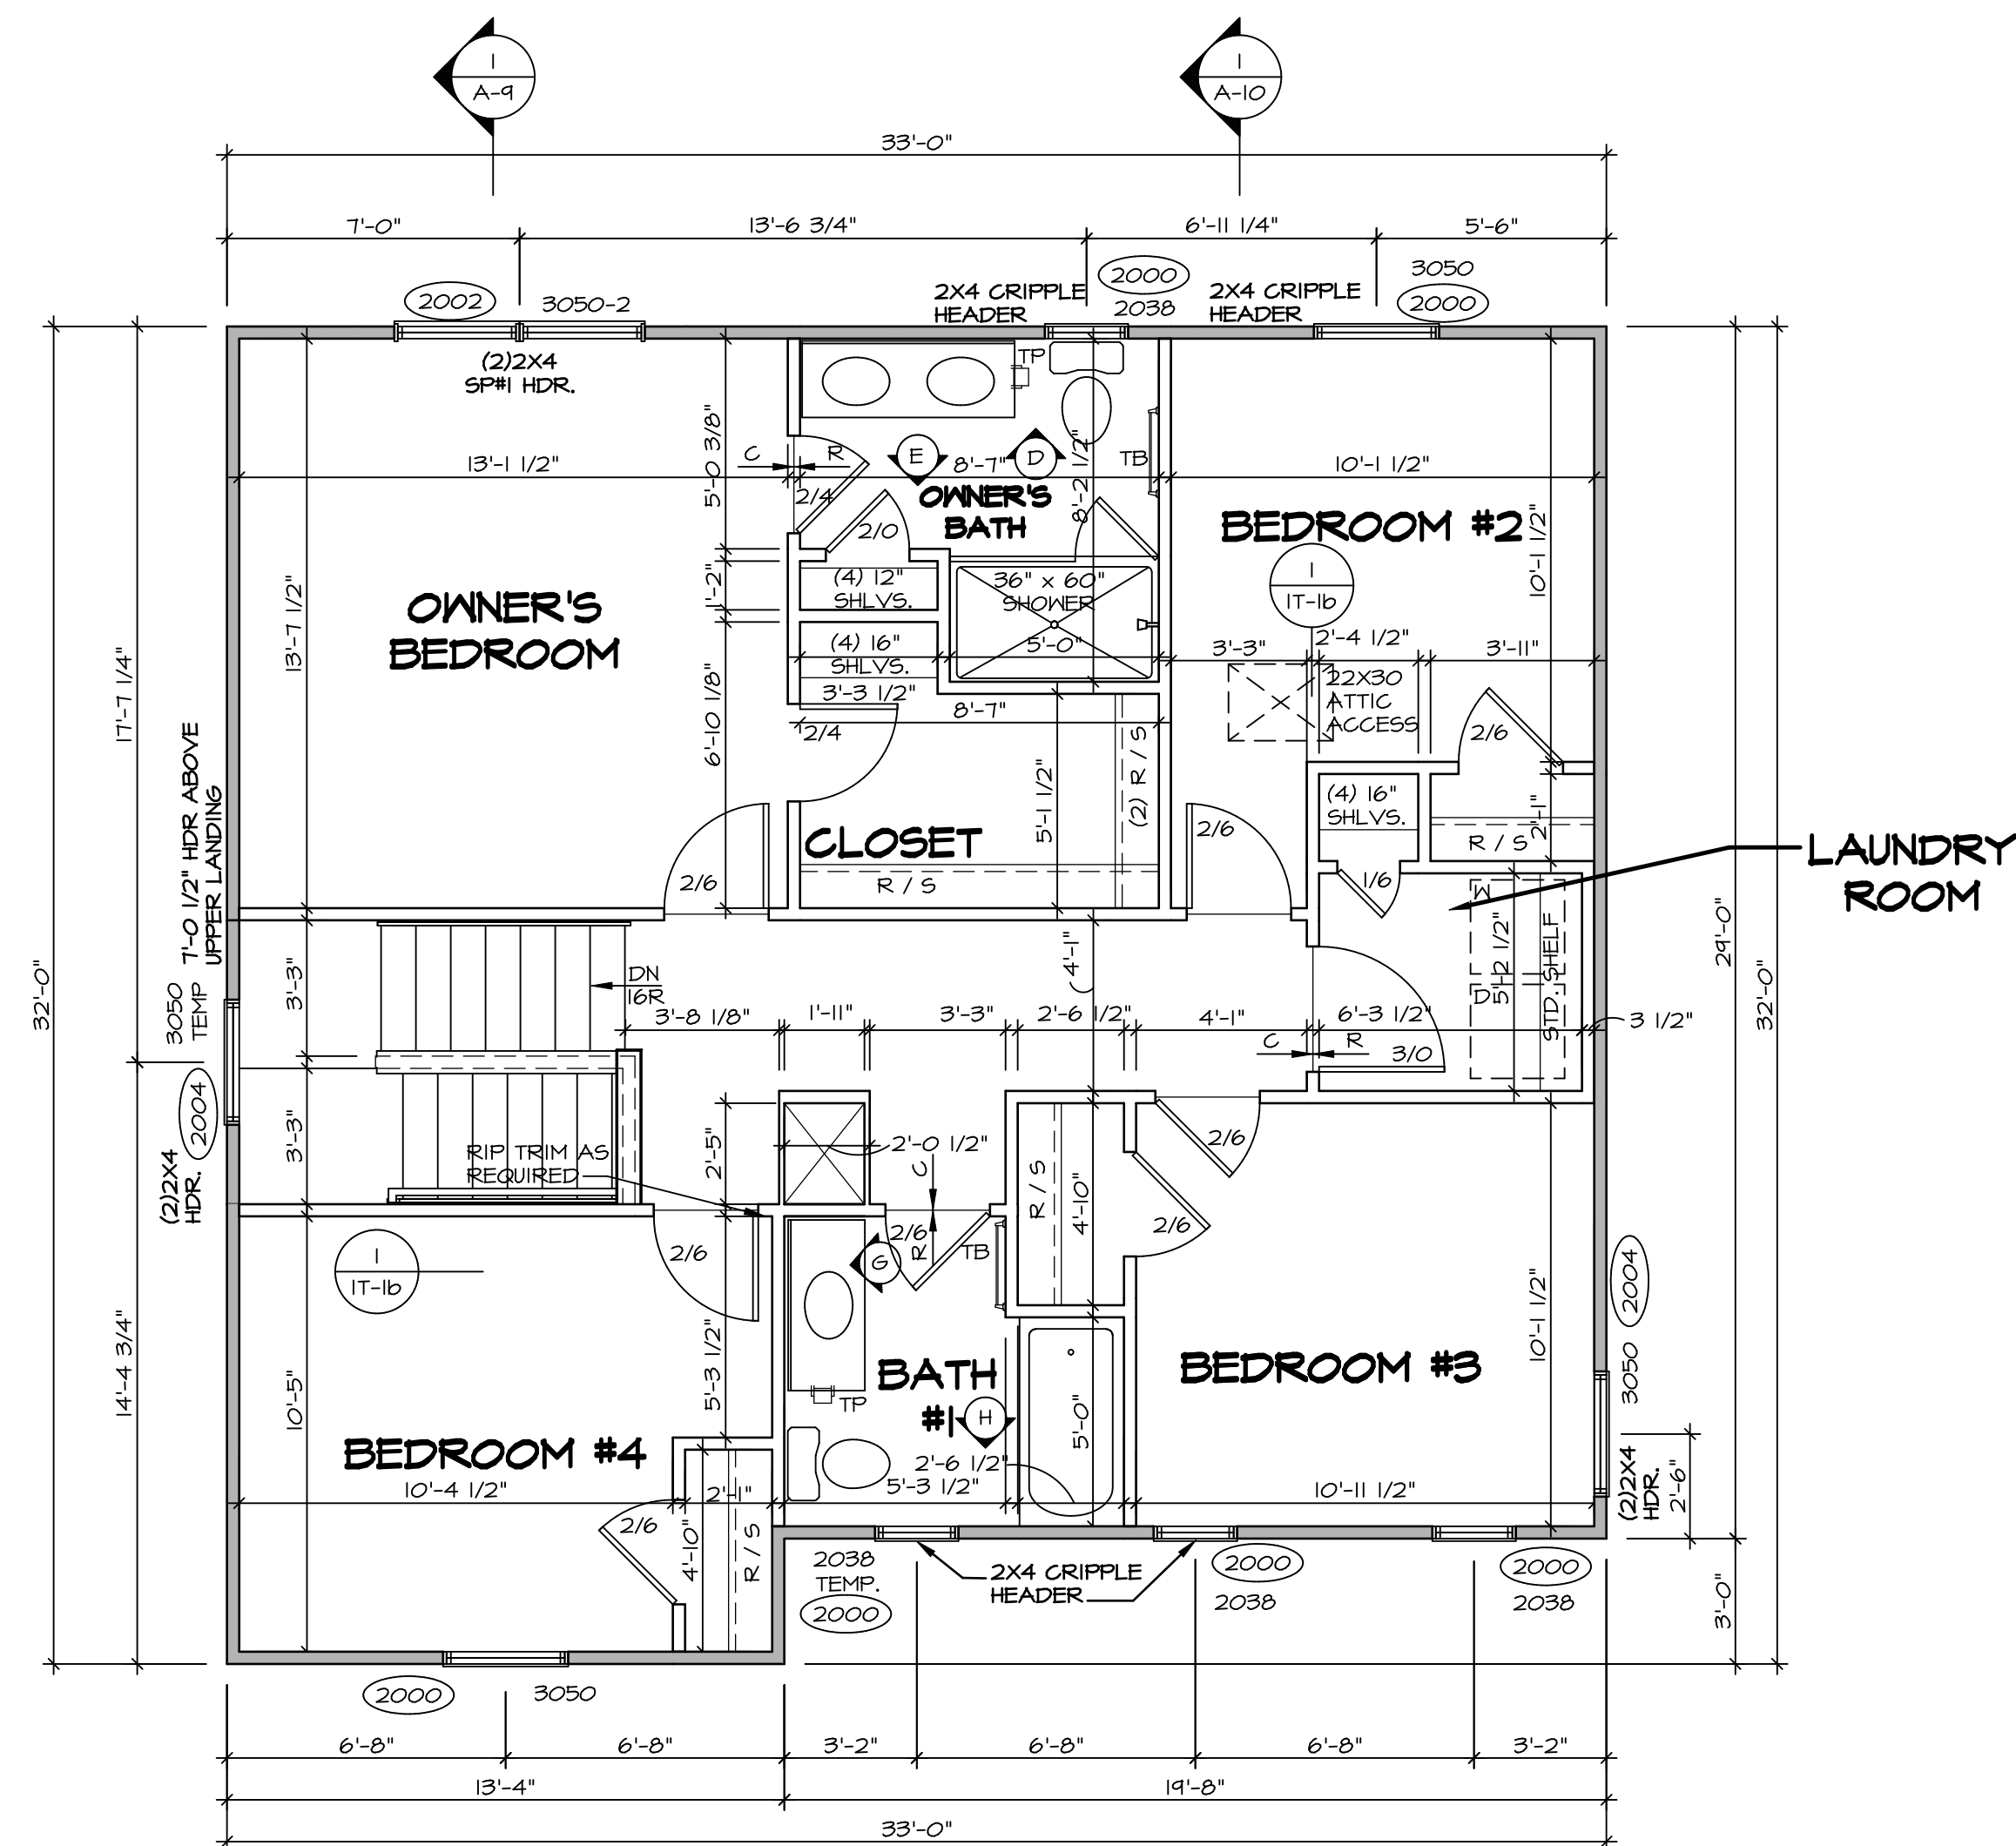 1
A-9
1
A-10
33'-0"
7'-0"
13'-6 3/4"
6'-11 1/4"
5'-6"
2002
3050-2
2X4 CRIPPLE
HEADER
2000
2038
2X4 CRIPPLE
HEADER
3050
2000
(2)2X4
SP#1 HDR.
TP
TB
13'-1 1/2"
C
R
E
8'-7"
D
10'-1 1/2"
5'-0 3/8"
8'-2 1/2"
2/4
OWNER'S
BATH
2/0
BEDROOM #2
1
IT-1b
10'-1 1/2"
13'-7 1/2"
OWNER'S
BEDROOM
1'-2"
(4) 12"
SHLVS.
36" x 60"
SHOWER
5'-0"
(4) 16"
SHLVS.
3'-3 1/2"
6'-10 1/8"
3'-3"
2'-4 1/2"
3'-11"
22X30
ATTIC
ACCESS
8'-7"
2/4
2/6
17'-7 1/4"
7'-0 1/2" HDR ABOVE
UPPER LANDING
5'-1 1/2"
(2) R / S
CLOSET
R / S
2/6
2/6
(4) 16"
SHLVS.
2'-1"
R / S
1/6
LAUNDRY
ROOM
W
D
5'-2 1/2"
STD. SHELF
32'-0"
3050
TEMP
2004
(2)2X4
HDR.
3'-3"
DN
16R
4'-1"
3'-8 1/8"
1'-11"
3'-3"
2'-6 1/2"
4'-1"
6'-3 1/2"
3 1/2"
C
R
3/0
29'-0"
32'-0"
3'-3"
RIP TRIM AS
REQUIRED
2'-5"
2'-0 1/2"
C
R
2/6
TB
R / S
4'-10"
2/6
2/6
1
IT-1b
2/6
G
14'-4 3/4"
10'-5"
5'-3 1/2"
BATH
#1
H
TP
5'-0"
BEDROOM #3
10'-1 1/2"
2004
3050
(2)2X4
HDR.
2'-6"
BEDROOM #4
10'-4 1/2"
2'-1"
2'-6 1/2"
5'-3 1/2"
10'-11 1/2"
2/6
4'-10"
R / S
2038
TEMP.
2000
2X4 CRIPPLE
HEADER
2000
2038
2000
2038
3'-0"
2000
3050
6'-8"
6'-8"
3'-2"
6'-8"
6'-8"
3'-2"
13'-4"
19'-8"
33'-0"